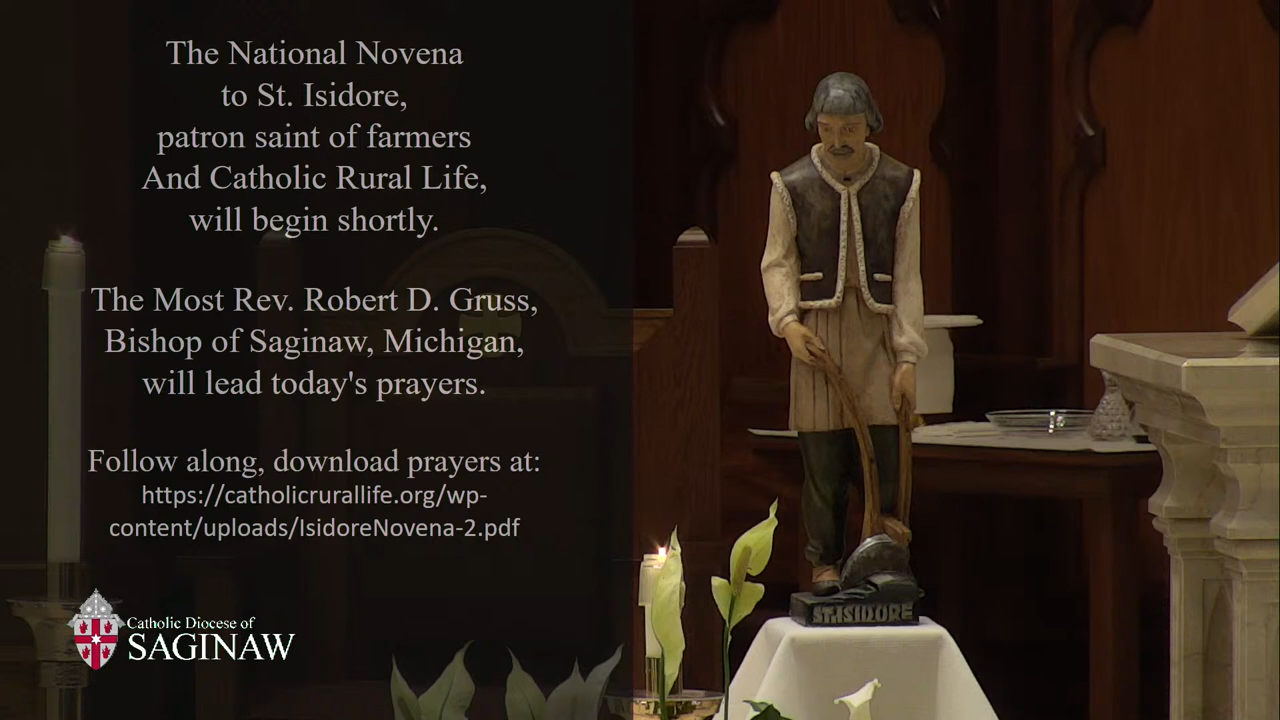 The National Novena
to St. Isidore,
patron saint of farmers
And Catholic Rural Life,
will begin shortly.
The Most Rev. Robert D. Gruss,
Bishop of Saginaw, Michigan,
will lead today's prayers.
Follow along, download prayers at:
https://catholicrurallife.org/wp-
content/uploads/IsidoreNovena-2.pdf
Catholic Diocese of
SAGINAW
ST.ISIDORE